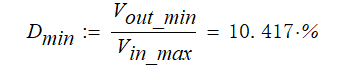 D_min := V_out_min / V_in_max = 10.417·%